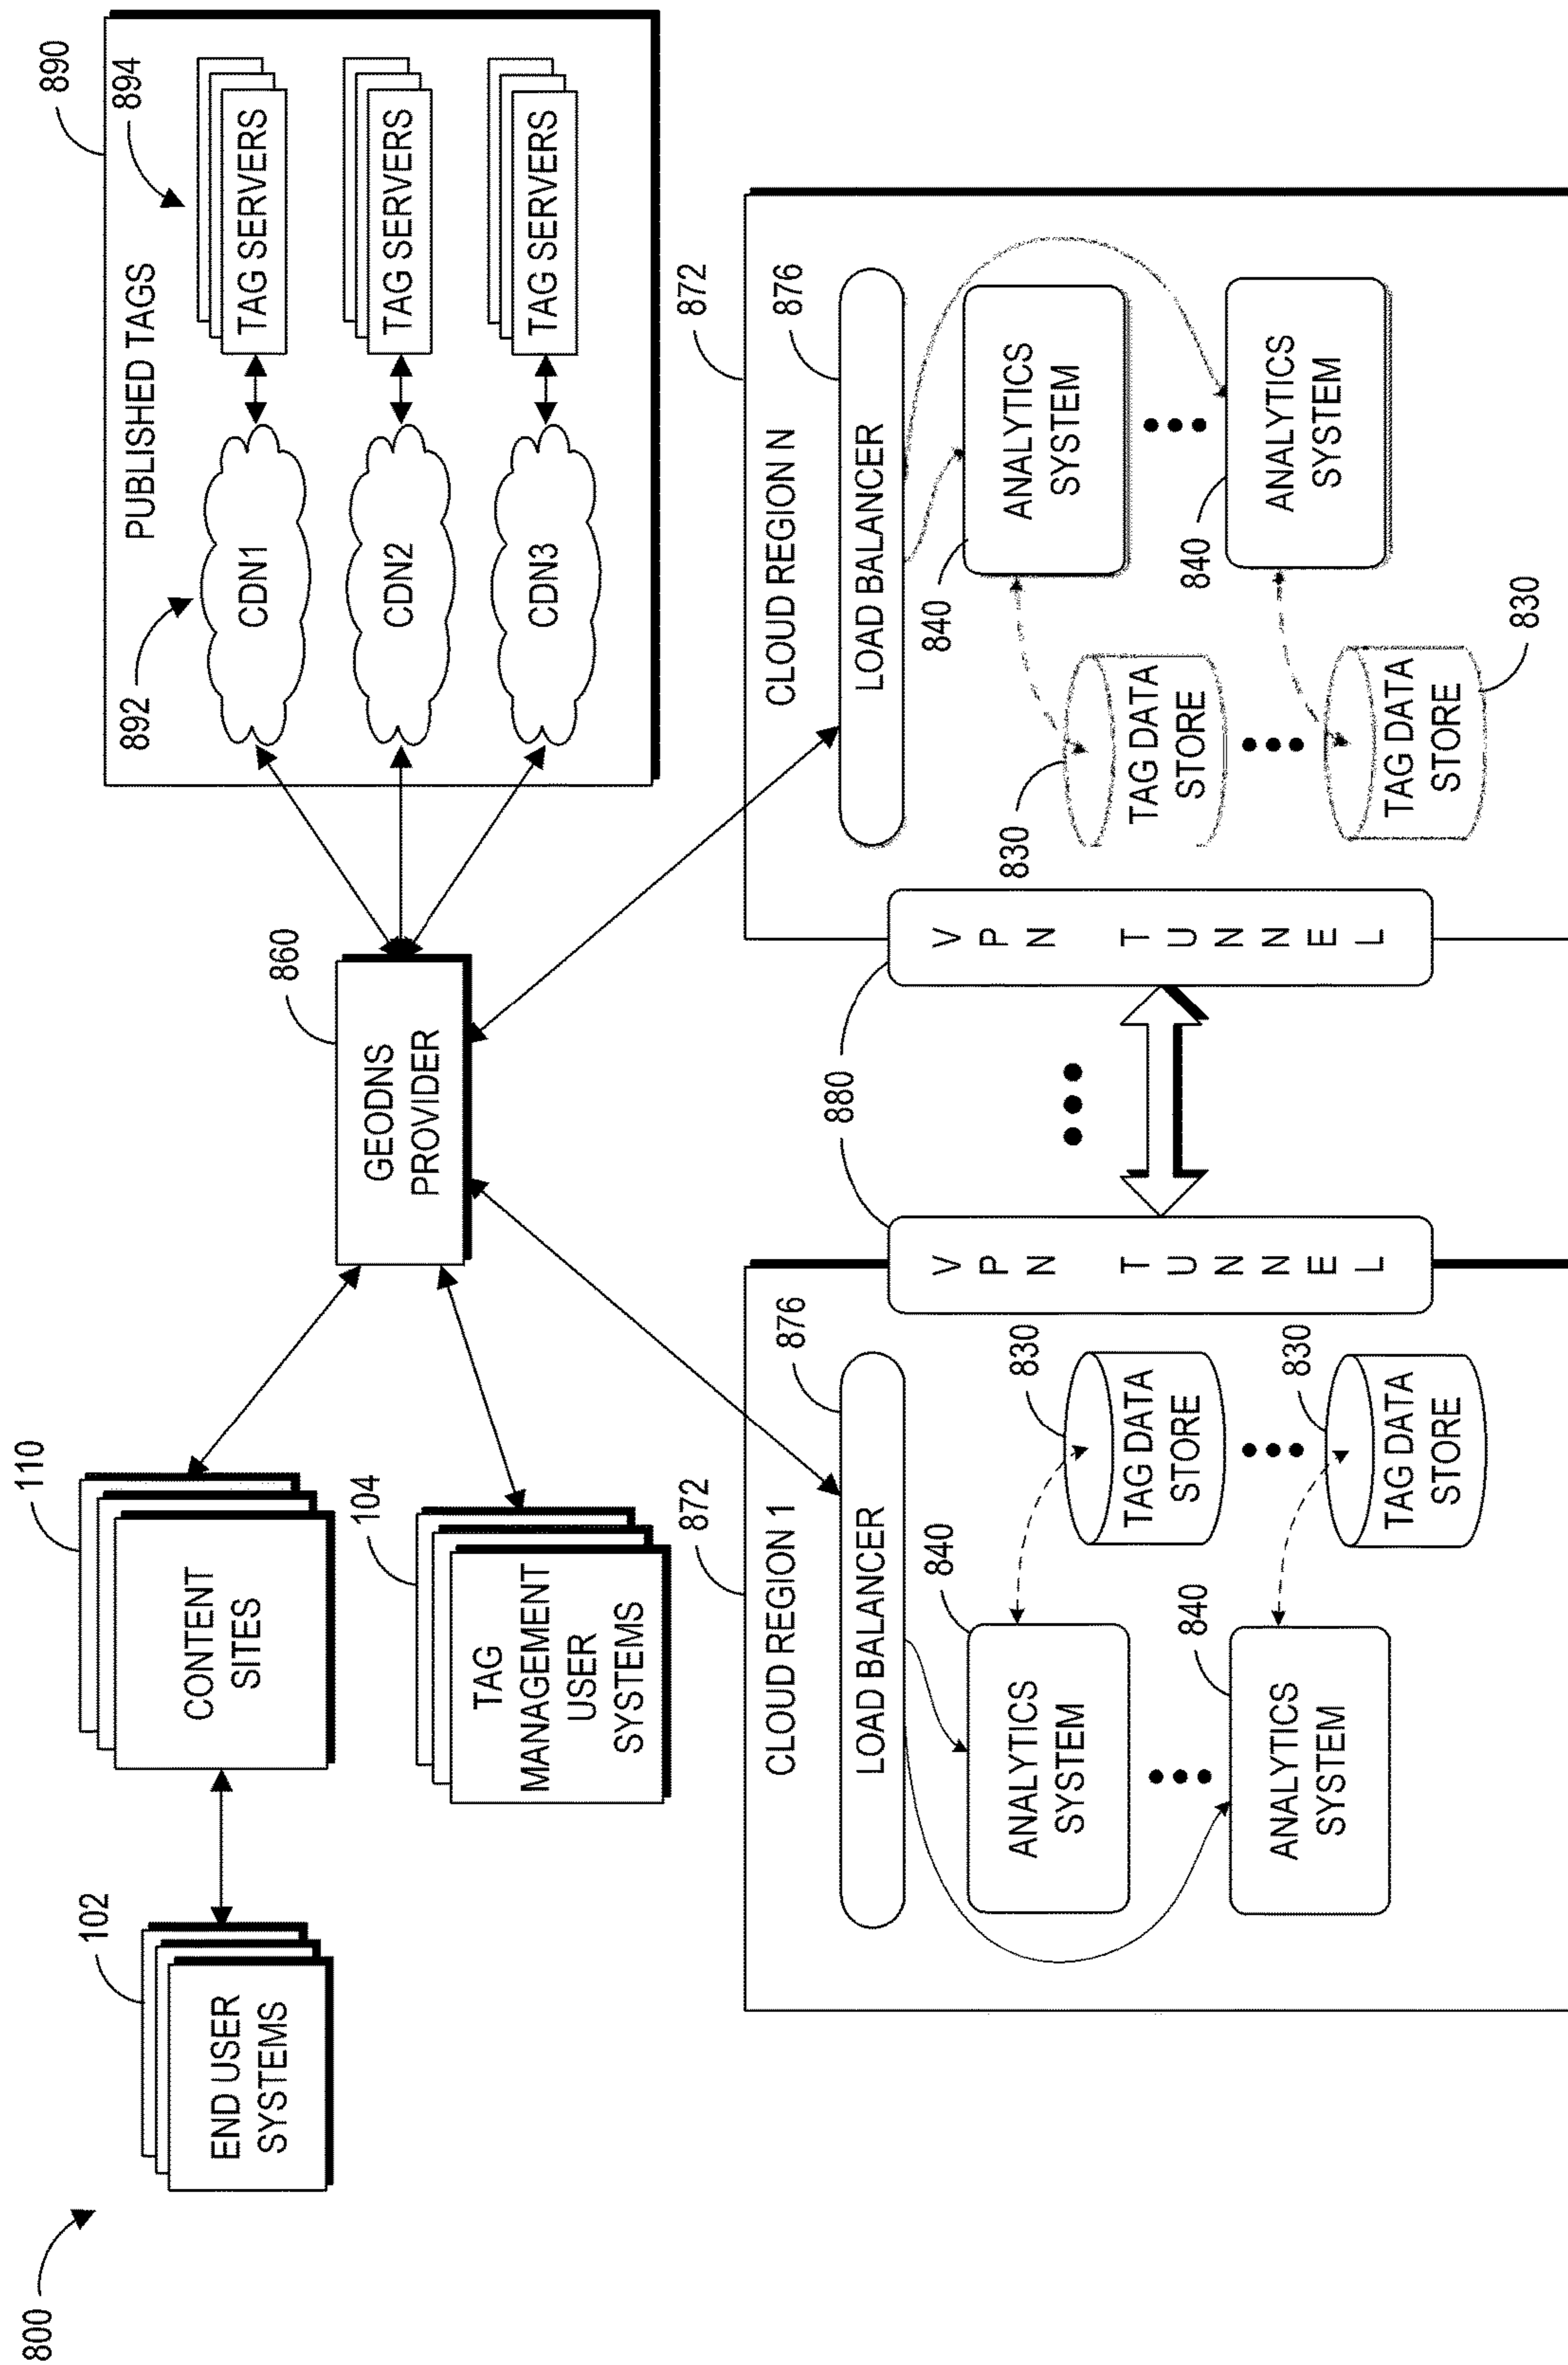 800
102
END USER
SYSTEMS
110
CONTENT
SITES
104
TAG
MANAGEMENT
USER
SYSTEMS
860
GEODNS
PROVIDER
890
PUBLISHED TAGS
892
894
CDN1
TAG SERVERS
CDN2
TAG SERVERS
CDN3
TAG SERVERS
872
CLOUD REGION 1
876
LOAD BALANCER
840
ANALYTICS
SYSTEM
830
TAG DATA
STORE
840
ANALYTICS
SYSTEM
830
TAG DATA
STORE
880
VPN TUNNEL
VPN TUNNEL
872
CLOUD REGION N
876
LOAD BALANCER
830
TAG DATA
STORE
840
ANALYTICS
SYSTEM
830
TAG DATA
STORE
840
ANALYTICS
SYSTEM